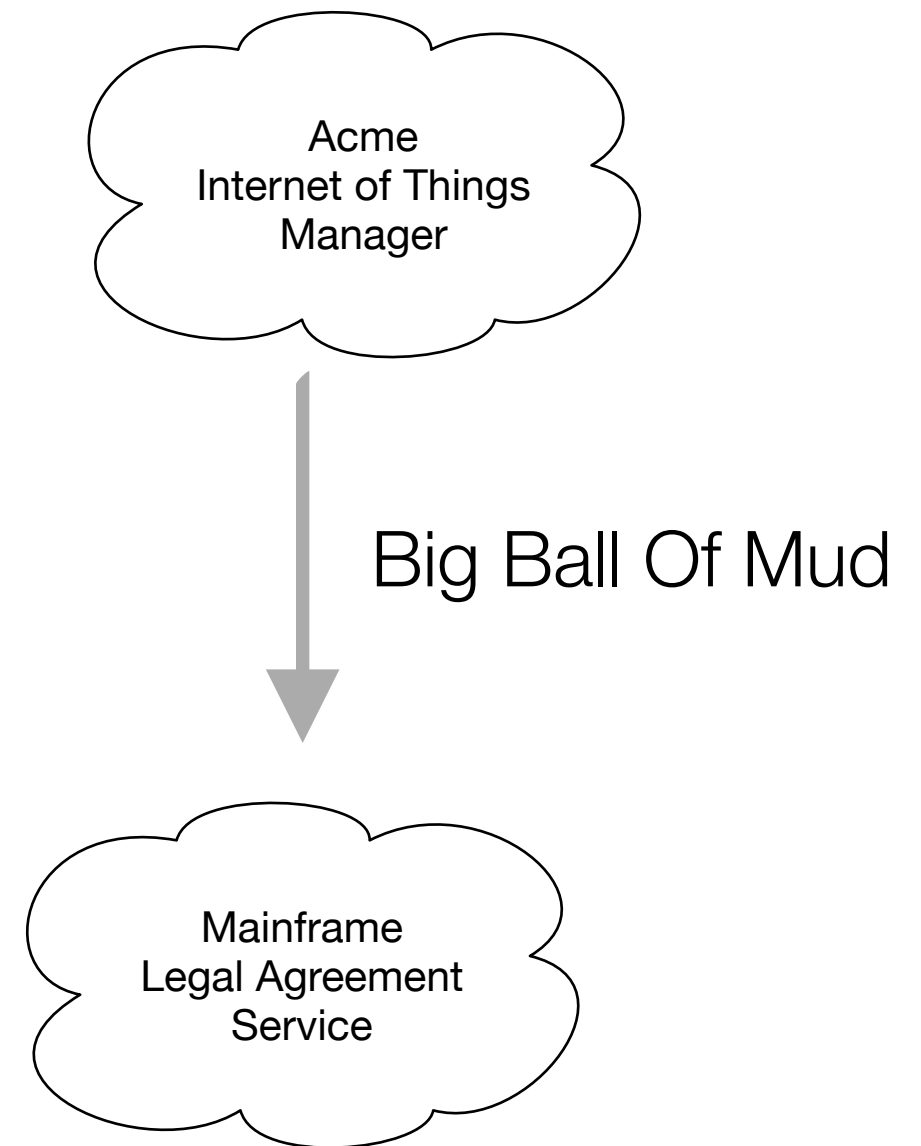 Acme
Internet of Things
Manager
Big Ball Of Mud
Mainframe
Legal Agreement
Service